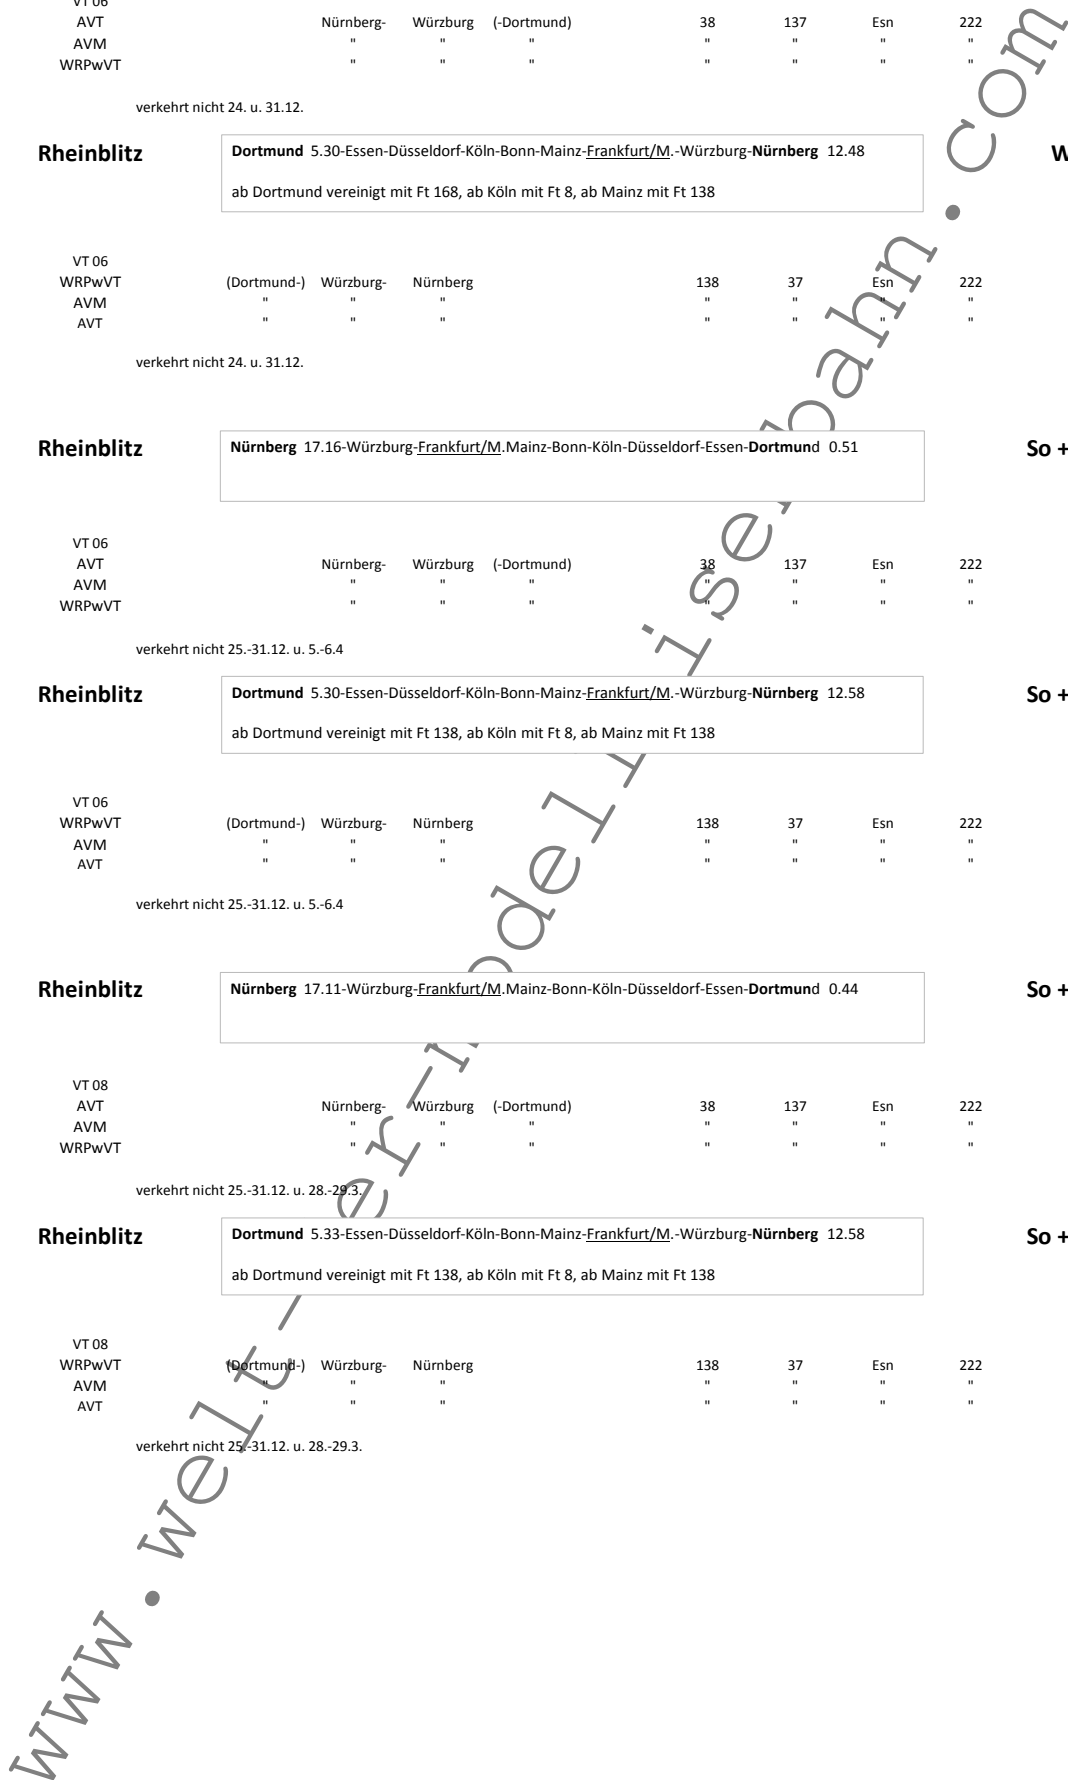 VT 06
AVT Nürnberg- Würzburg (-Dortmund) 38 137 Esn 222
AVM " " " " " " "
WRPwVT " " " " " " "
verkehrt nicht 24. u. 31.12.
Rheinblitz Dortmund 5.30-Essen-Düsseldorf-Köln-Bonn-Mainz-Frankfurt/M.-Würzburg-Nürnberg 12.48 W
ab Dortmund vereinigt mit Ft 168, ab Köln mit Ft 8, ab Mainz mit Ft 138
VT 06
WRPwVT (Dortmund-) Würzburg- Nürnberg 138 37 Esn 222
AVM " " " " " " "
AVT " " " " " " "
verkehrt nicht 24. u. 31.12.
Rheinblitz Nürnberg 17.16-Würzburg-Frankfurt/M.Mainz-Bonn-Köln-Düsseldorf-Essen-Dortmund 0.51 So +
VT 06
AVT Nürnberg- Würzburg (-Dortmund) 38 137 Esn 222
AVM " " " " " " "
WRPwVT " " " " " " "
verkehrt nicht 25.-31.12. u. 5.-6.4
Rheinblitz Dortmund 5.30-Essen-Düsseldorf-Köln-Bonn-Mainz-Frankfurt/M.-Würzburg-Nürnberg 12.58 So +
ab Dortmund vereinigt mit Ft 138, ab Köln mit Ft 8, ab Mainz mit Ft 138
VT 06
WRPwVT (Dortmund-) Würzburg- Nürnberg 138 37 Esn 222
AVM " " " " " " "
AVT " " " " " " "
verkehrt nicht 25.-31.12. u. 5.-6.4
Rheinblitz Nürnberg 17.11-Würzburg-Frankfurt/M.Mainz-Bonn-Köln-Düsseldorf-Essen-Dortmund 0.44 So +
VT 08
AVT Nürnberg- Würzburg (-Dortmund) 38 137 Esn 222
AVM " " " " " " "
WRPwVT " " " " " " "
verkehrt nicht 25.-31.12. u. 28.-29.3.
Rheinblitz Dortmund 5.33-Essen-Düsseldorf-Köln-Bonn-Mainz-Frankfurt/M.-Würzburg-Nürnberg 12.58 So +
ab Dortmund vereinigt mit Ft 138, ab Köln mit Ft 8, ab Mainz mit Ft 138
VT 08
WRPwVT (Dortmund-) Würzburg- Nürnberg 138 37 Esn 222
AVM " " " " " " "
AVT " " " " " " "
verkehrt nicht 25.-31.12. u. 28.-29.3.
www.welt-der-modelleisenbahn.com